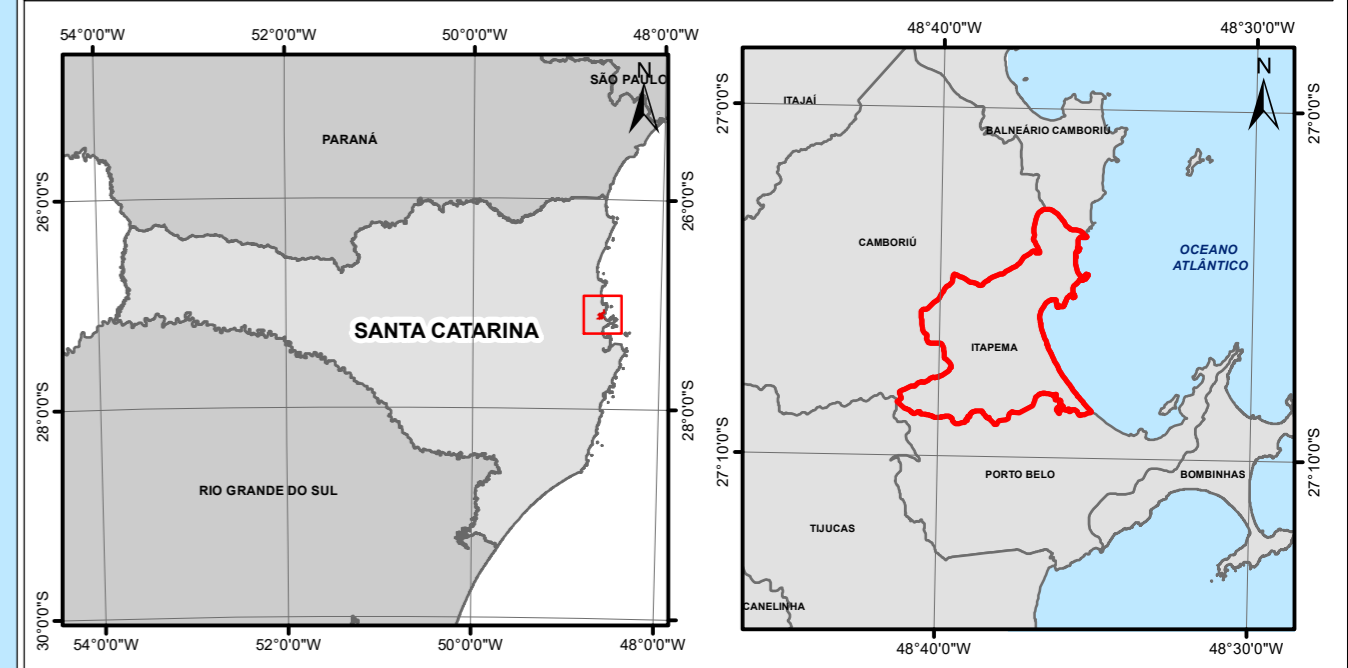 54°0'0"W
52°0'0"W
50°0'0"W
48°0'0"W
N
SÃO PAULO
PARANÁ
26°0'0"S
26°0'0"S
SANTA CATARINA
28°0'0"S
28°0'0"S
RIO GRANDE DO SUL
30°0'0"S
54°0'0"W
52°0'0"W
50°0'0"W
48°0'0"W
48°40'0"W
48°30'0"W
N
ITAJAÍ
27°0'0"S
27°0'0"S
BALNEÁRIO CAMBORIÚ
CAMBORIÚ
OCEANO
ATLÂNTICO
ITAPEMA
27°10'0"S
27°10'0"S
PORTO BELO
BOMBINHAS
TIJUCAS
CANELINHA
48°40'0"W
48°30'0"W